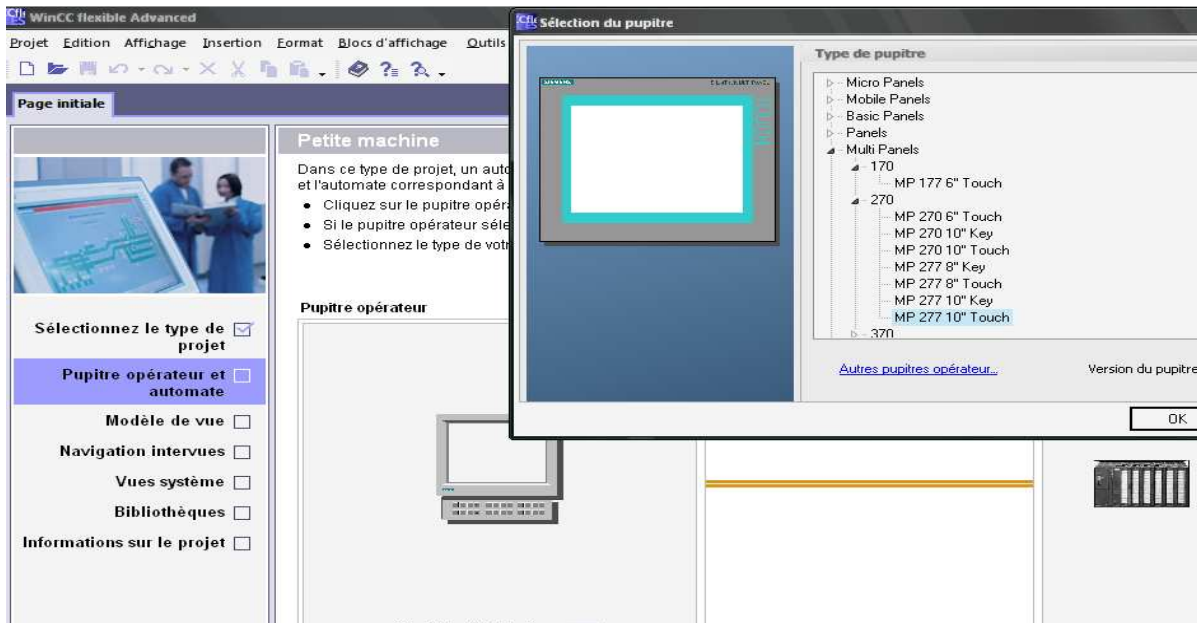 WinCC flexible Advanced
Projet Edition Affichage Insertion Format Blocs d'affichage Outils
Page initiale
Sélectionnez le type de
projet
Pupitre opérateur et
automate
Modèle de vue
Navigation intervues
Vues système
Bibliothèques
Informations sur le projet
Petite machine
Dans ce type de projet, un auto
et l'automate correspondant à
Cliquez sur le pupitre opér
Si le pupitre opérateur séle
Sélectionnez le type de vot
Pupitre opérateur
Sélection du pupitre
SIEMENS
Type de pupitre
Micro Panels
Mobile Panels
Basic Panels
Panels
Multi Panels
170
MP 177 6" Touch
270
MP 270 6" Touch
MP 270 10" Key
MP 270 10" Touch
MP 277 8" Key
MP 277 8" Touch
MP 277 10" Key
MP 277 10" Touch
370
Autres pupitres opérateur...
Version du pupitre
OK